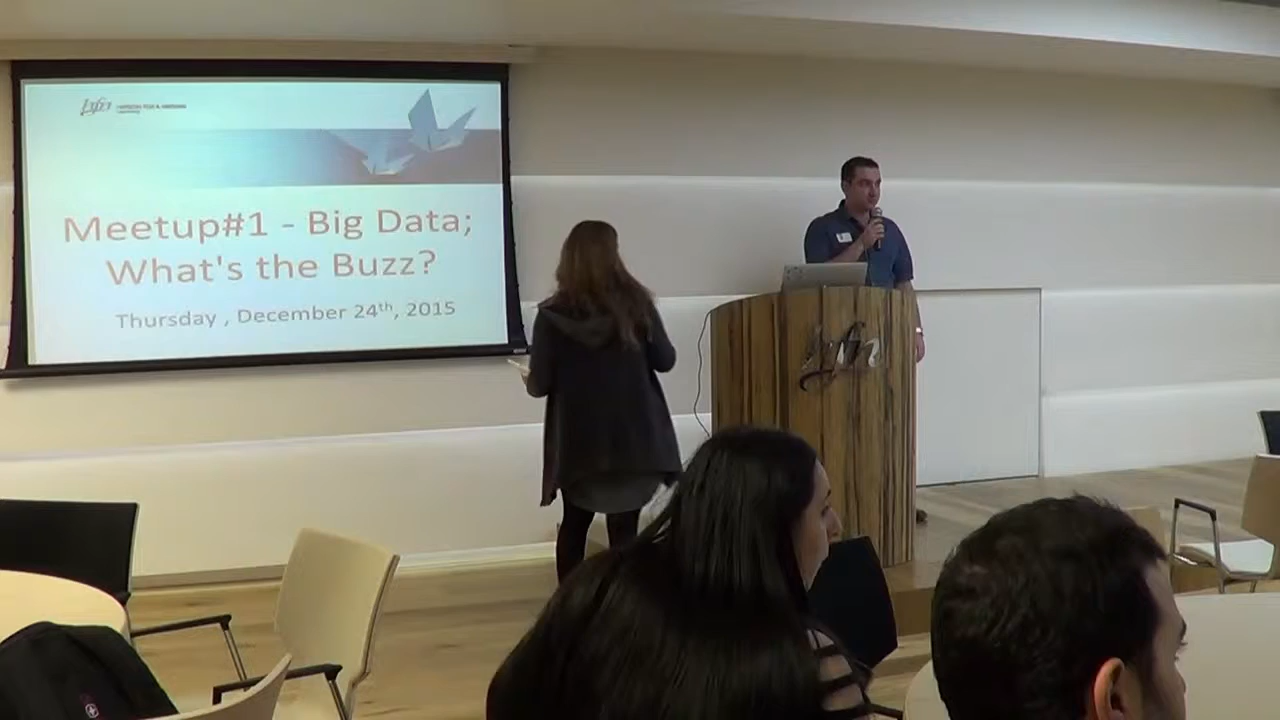 Meetup#1 - Big Data;
What's the Buzz?
Thursday , December 24th, 2015